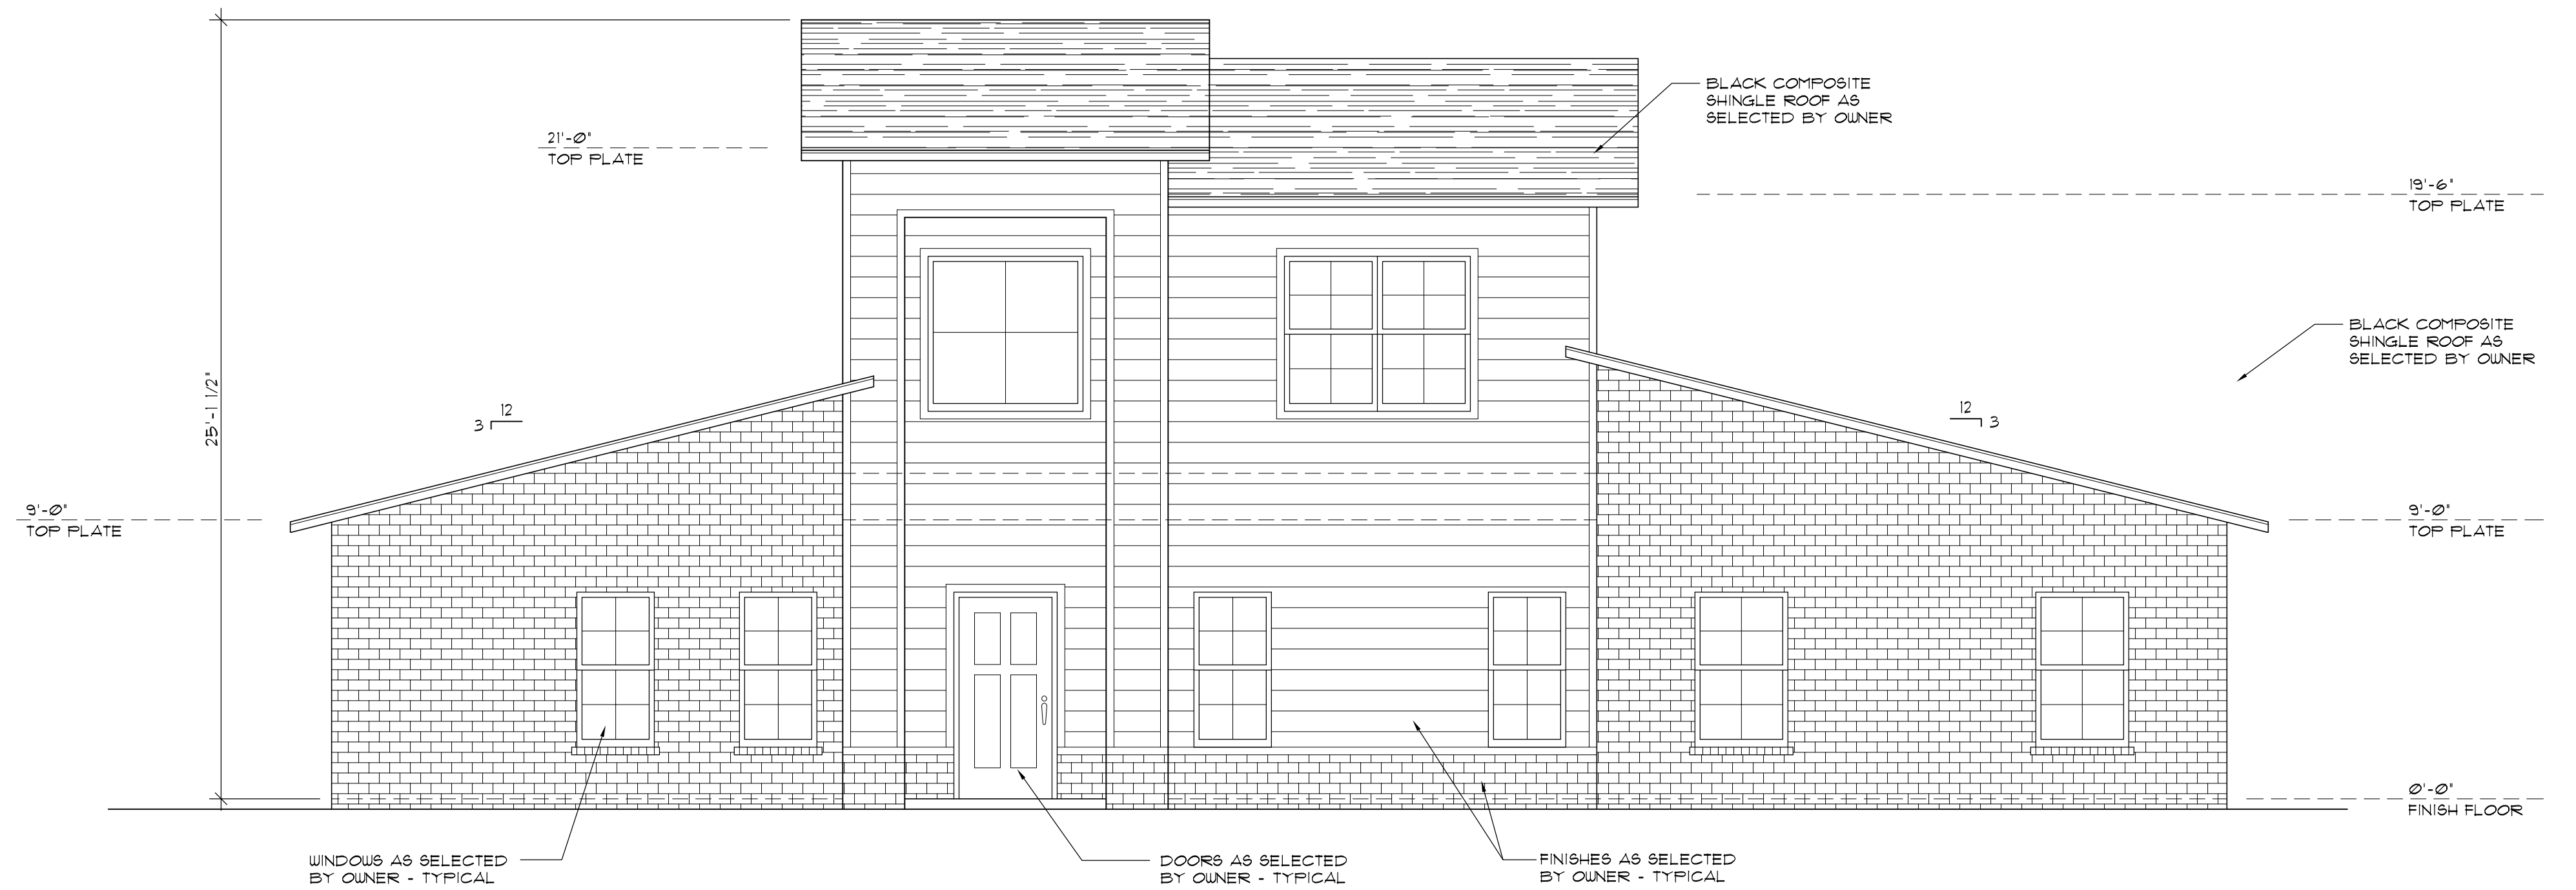 BLACK COMPOSITE
SHINGLE ROOF AS
SELECTED BY OWNER
21'-0"
TOP PLATE
19'-6"
TOP PLATE
BLACK COMPOSITE
SHINGLE ROOF AS
SELECTED BY OWNER
25'-1 1/2"
12
3
12
3
9'-0"
TOP PLATE
9'-0"
TOP PLATE
0'-0"
FINISH FLOOR
WINDOWS AS SELECTED
BY OWNER - TYPICAL
DOORS AS SELECTED
BY OWNER - TYPICAL
FINISHES AS SELECTED
BY OWNER - TYPICAL